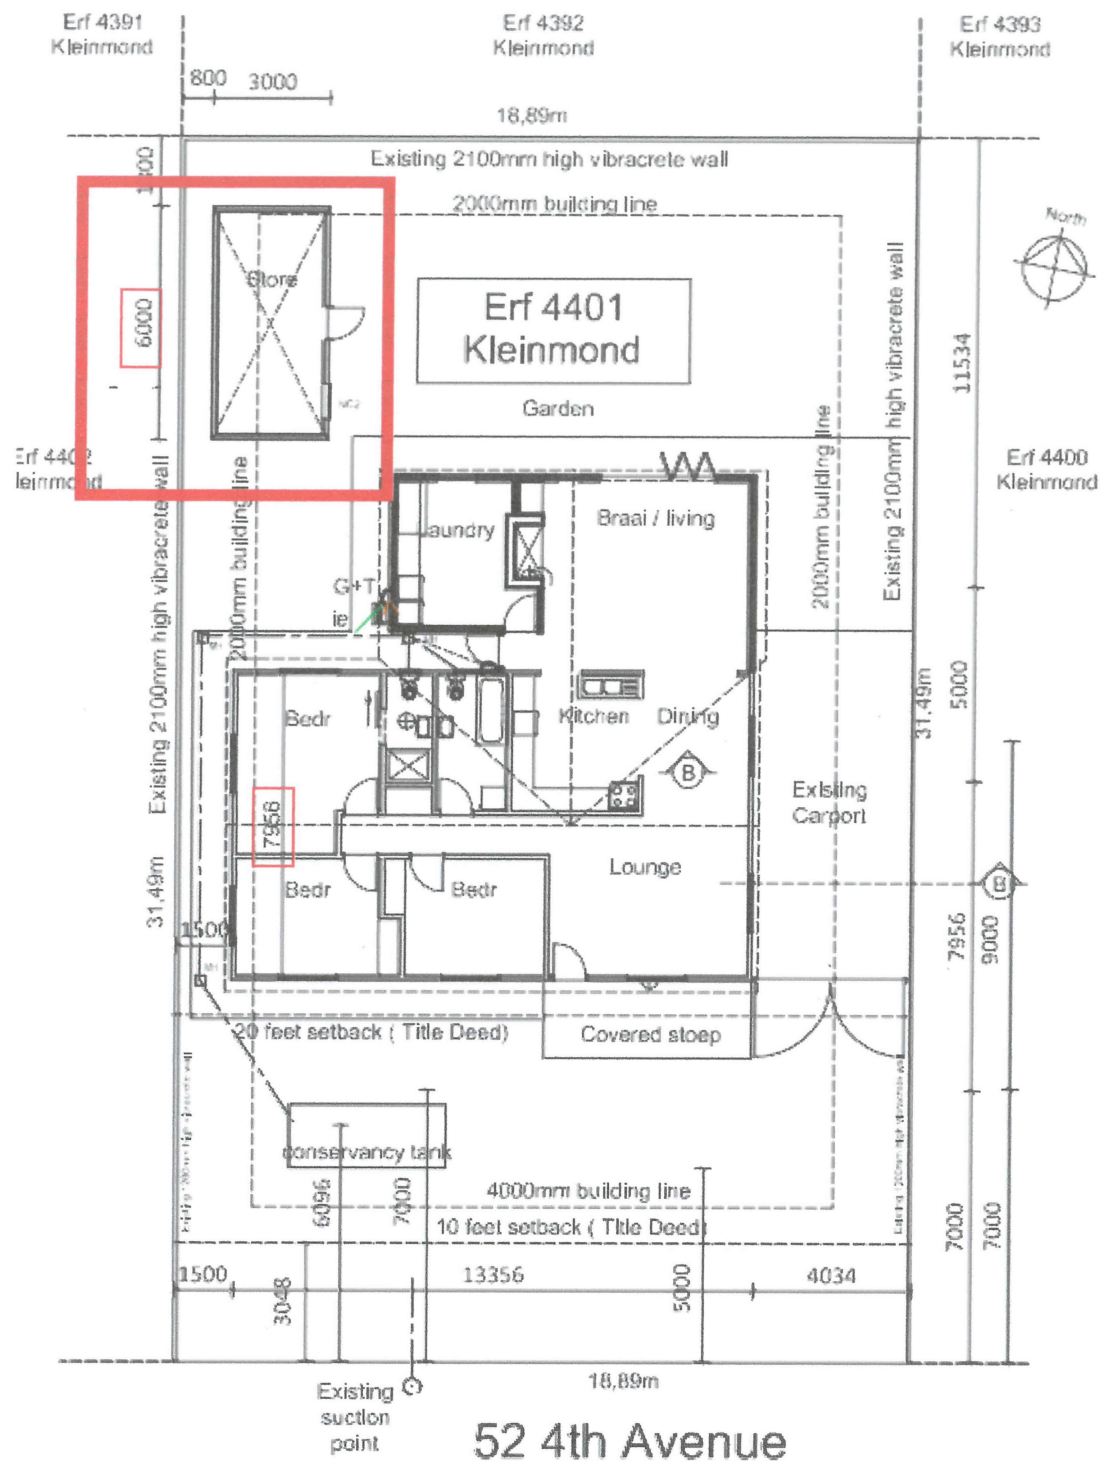 Erf 4391
Kleinmond
Erf 4392
Kleinmond
Erf 4393
Kleinmond
800 3000
18,89m
Existing 2100mm high vibracrete wall
2000mm building line
North
Store
6000
Erf 4401
Kleinmond
Garden
11534
Existing 2100mm high vibracrete wall
2000mm building line
Erf 4402
leinmond
Erf 4400
Kleinmond
Existing 2100mm high vibracrete wall
2000mm building line
aundry
Braai / living
G+T
ie
5000
31,49m
Bedr
Kitchen
Dining
B
Existing
Carport
7956
Lounge
Bedr
Bedr
B
31,49m
1500
7956
9000
20 feet setback ( Title Deed)
Covered stoep
conservancy tank
6096
7000
4000mm building line
10 feet setback ( Title Deed)
7000
7000
1500
13356
4034
3048
5000
18,89m
Existing
suction
point
52 4th Avenue